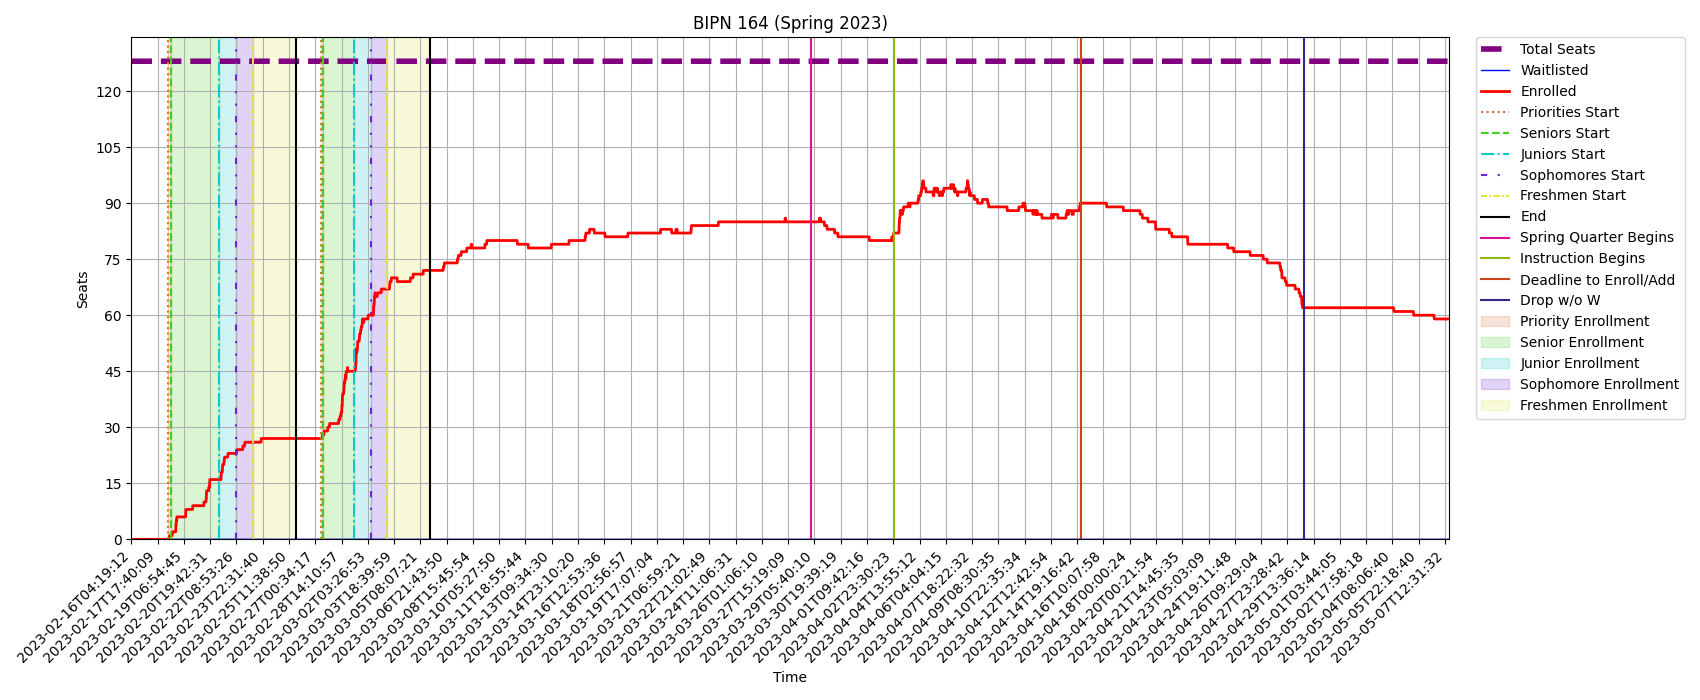 BIPN 164 (Spring 2023)
Seats
120
105
90
75
60
45
30
15
0
2023-02-16T04:19:12
2023-02-17T17:40:09
2023-02-19T06:54:45
2023-02-20T19:42:31
2023-02-22T08:53:26
2023-02-23T22:31:40
2023-02-25T11:38:50
2023-02-27T00:34:17
2023-02-28T14:10:57
2023-03-02T03:26:53
2023-03-03T18:39:59
2023-03-05T08:07:21
2023-03-06T21:43:50
2023-03-08T15:45:54
2023-03-10T05:27:50
2023-03-11T18:55:44
2023-03-13T09:34:30
2023-03-14T23:10:20
2023-03-16T12:53:36
2023-03-18T02:56:57
2023-03-19T17:07:04
2023-03-21T06:59:21
2023-03-22T21:02:49
2023-03-24T11:06:31
2023-03-26T01:06:10
2023-03-27T15:19:09
2023-03-29T05:40:10
2023-03-30T19:39:19
2023-04-01T09:42:16
2023-04-02T23:30:23
2023-04-04T13:55:12
2023-04-06T04:04:15
2023-04-07T18:22:32
2023-04-09T08:30:35
2023-04-10T22:35:34
2023-04-12T12:42:54
2023-04-14T19:16:42
2023-04-16T10:07:58
2023-04-18T00:00:24
2023-04-20T00:21:54
2023-04-21T14:45:35
2023-04-23T05:03:09
2023-04-24T19:11:48
2023-04-26T09:29:04
2023-04-27T23:28:42
2023-04-29T13:36:14
2023-05-01T03:44:05
2023-05-02T17:58:18
2023-05-04T08:06:40
2023-05-05T22:18:40
2023-05-07T12:31:32
Time
Total Seats
Waitlisted
Enrolled
Priorities Start
Seniors Start
Juniors Start
Sophomores Start
Freshmen Start
End
Spring Quarter Begins
Instruction Begins
Deadline to Enroll/Add
Drop w/o W
Priority Enrollment
Senior Enrollment
Junior Enrollment
Sophomore Enrollment
Freshmen Enrollment